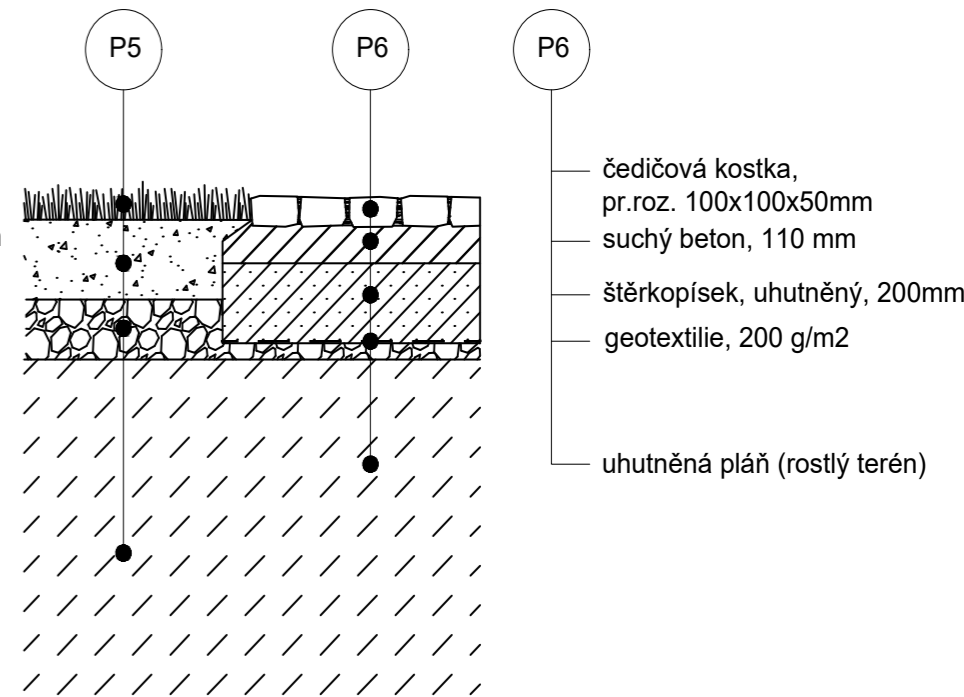 P5
P6
P6
čedičová kostka,
pr.roz. 100x100x50mm
suchý beton, 110 mm
štěrkopísek, uhutněný, 200mm
geotextilie, 200 g/m2
uhutněná pláň (rostlý terén)